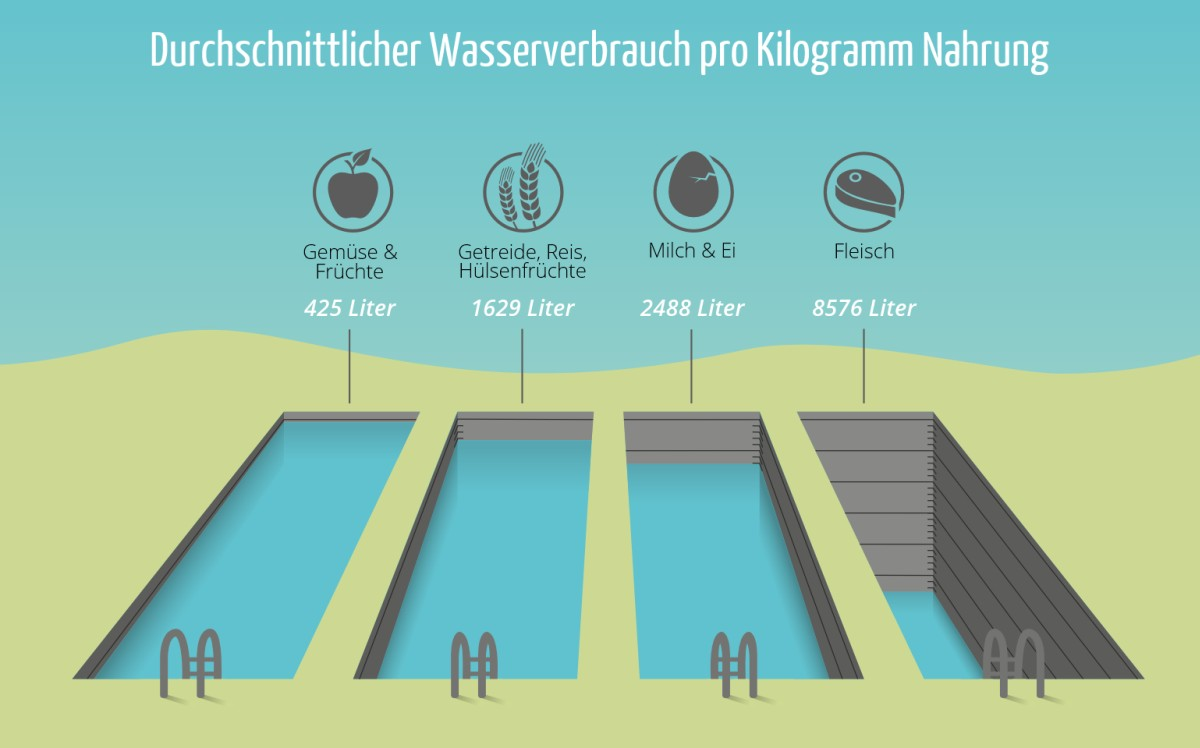 Durchschnittlicher Wasserverbrauch pro Kilogramm Nahrung
Gemüse &
Früchte
425 Liter
Getreide, Reis,
Hülsenfrüchte
1629 Liter
Milch & Ei
2488 Liter
Fleisch
8576 Liter